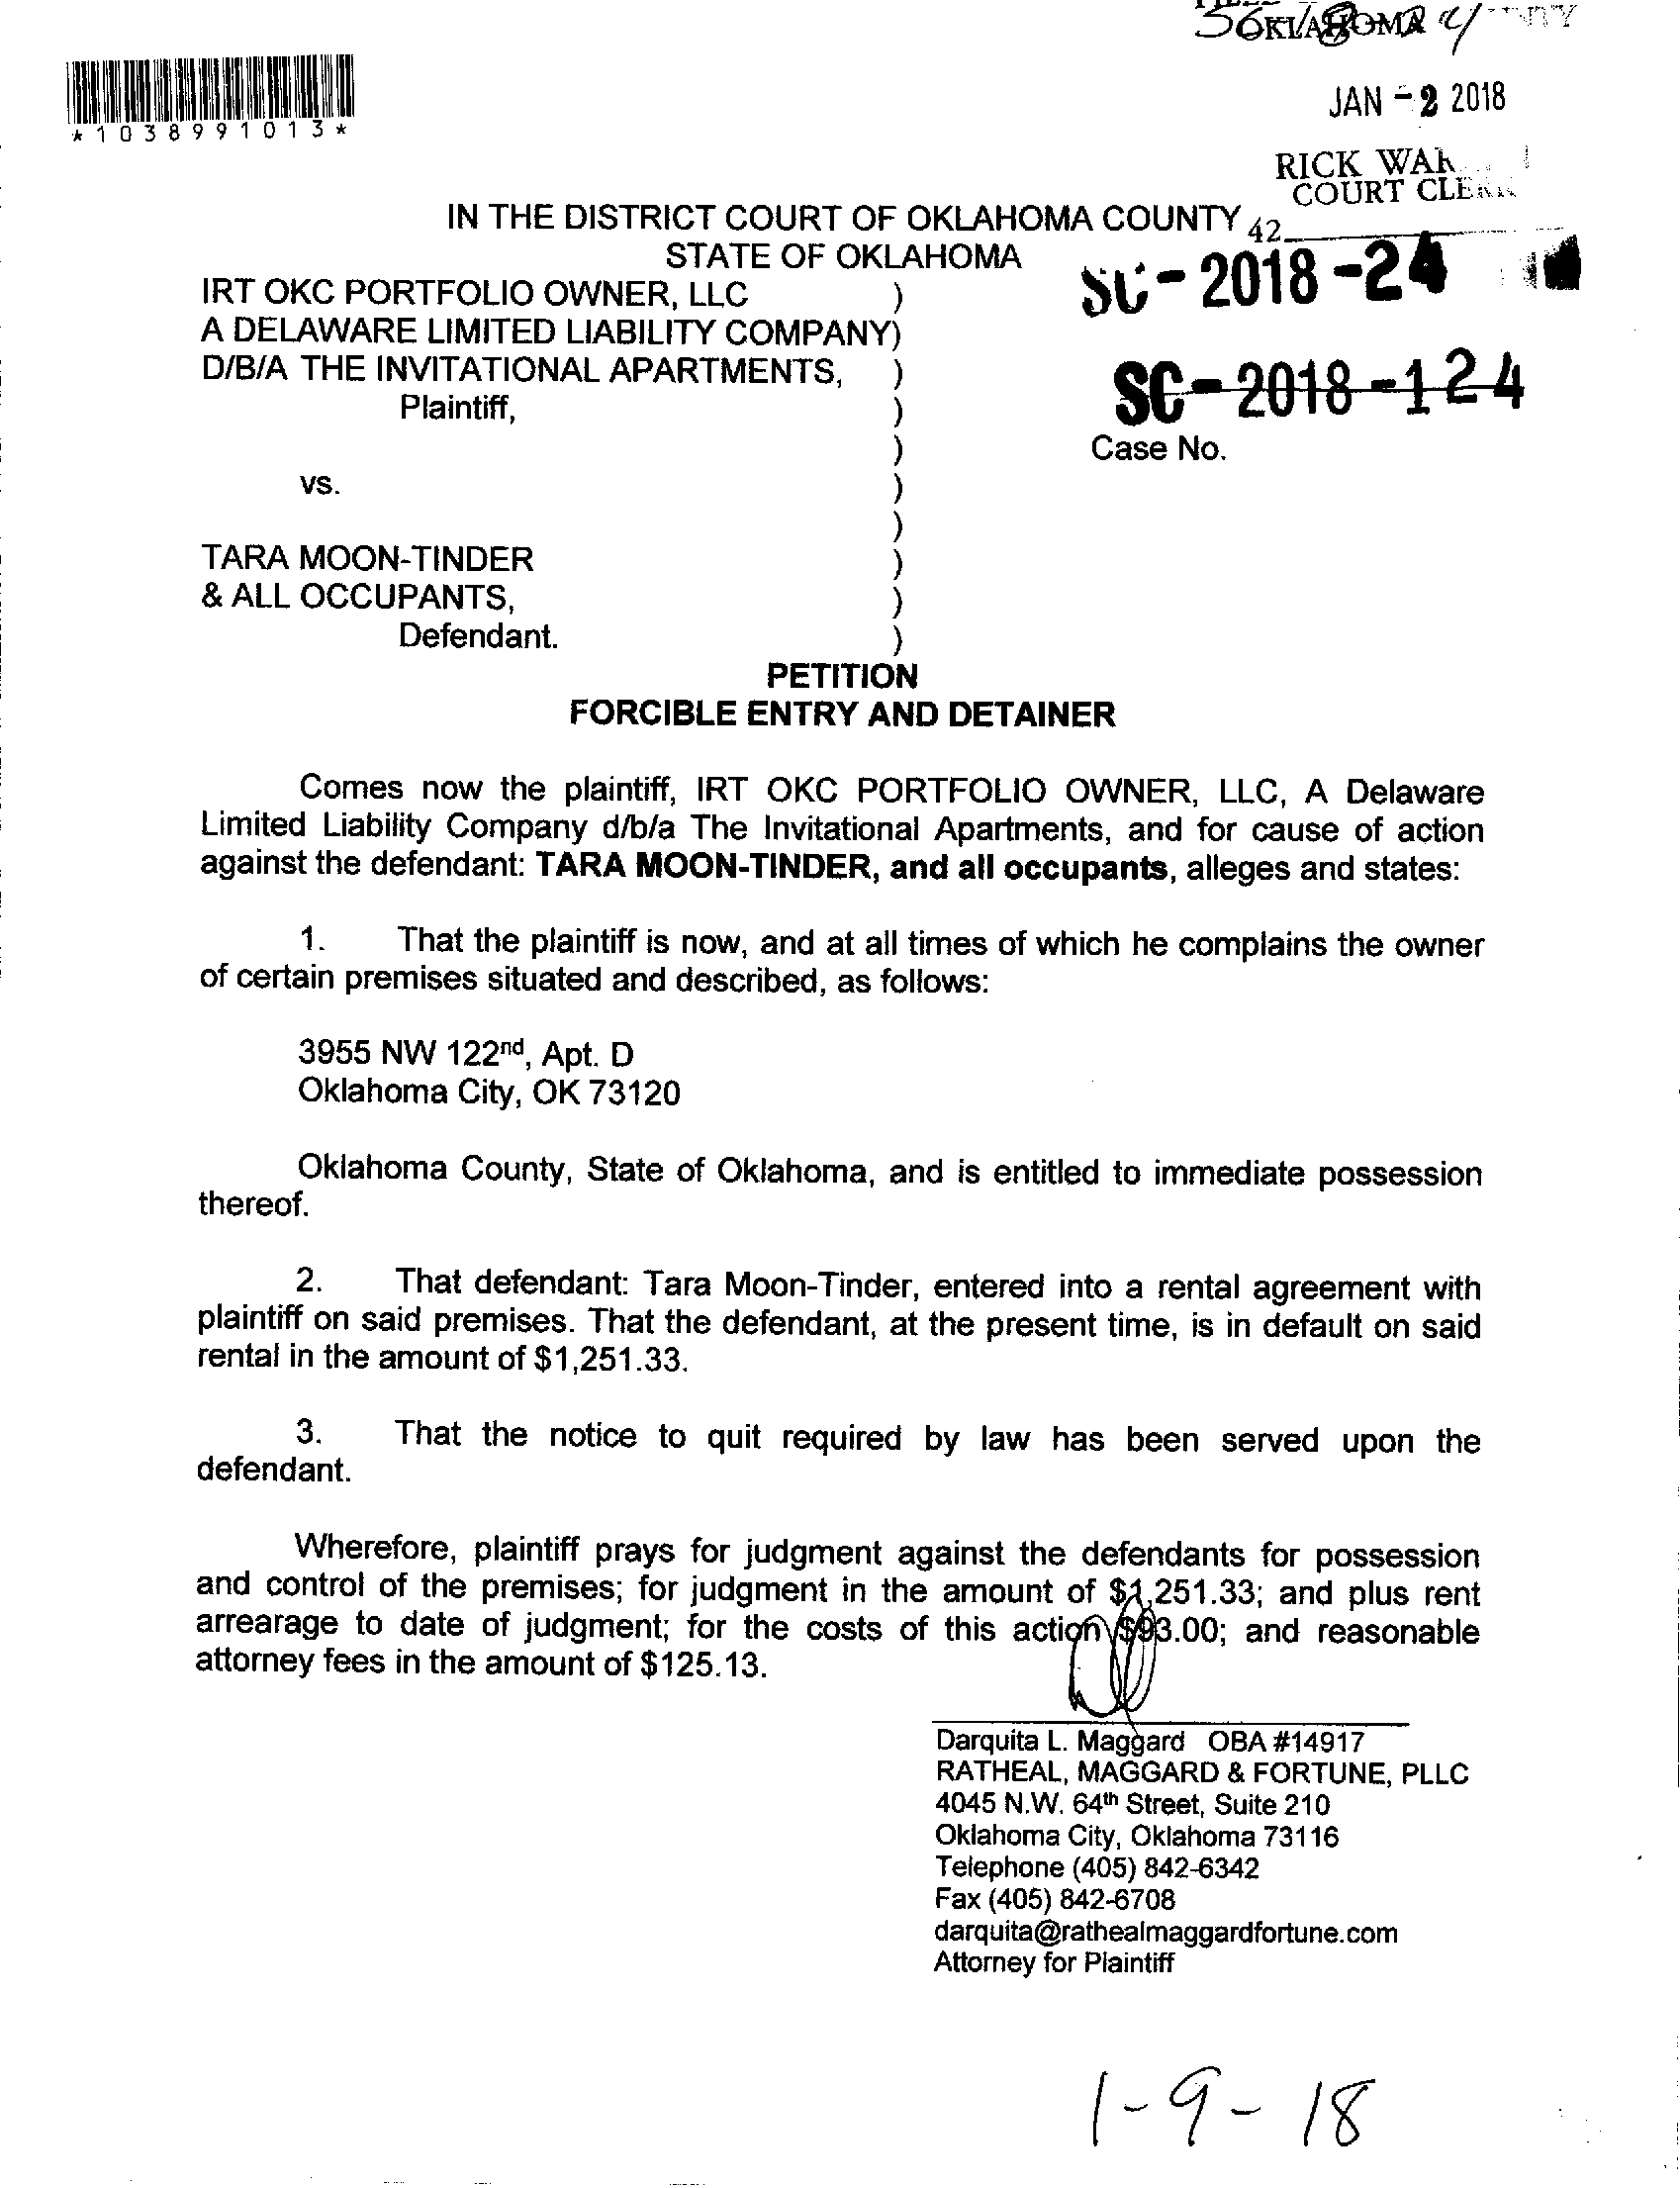 OKLAHOMA
JAN - 2 2018
*1038991013*
RICK
COURT
IN THE DISTRICT COURT OF OKLAHOMA COUNTY
42
STATE OF OKLAHOMA
SC - 2018 - 24
IRT OKC PORTFOLIO OWNER, LLC )
A DELAWARE LIMITED LIABILITY COMPANY)
D/B/A THE INVITATIONAL APARTMENTS, )
SC - 2018 - 124
Plaintiff, )
) Case No.
vs. )
)
TARA MOON-TINDER )
& ALL OCCUPANTS, )
Defendant. )
PETITION
FORCIBLE ENTRY AND DETAINER
Comes now the plaintiff, IRT OKC PORTFOLIO OWNER, LLC, A Delaware
Limited Liability Company d/b/a The Invitational Apartments, and for cause of action
against the defendant: TARA MOON-TINDER, and all occupants, alleges and states:
1. That the plaintiff is now, and at all times of which he complains the owner
of certain premises situated and described, as follows:
3955 NW 122nd, Apt. D
Oklahoma City, OK 73120
Oklahoma County, State of Oklahoma, and is entitled to immediate possession
thereof.
2. That defendant: Tara Moon-Tinder, entered into a rental agreement with
plaintiff on said premises. That the defendant, at the present time, is in default on said
rental in the amount of $1,251.33.
3. That the notice to quit required by law has been served upon the
defendant.
Wherefore, plaintiff prays for judgment against the defendants for possession
and control of the premises; for judgment in the amount of $1,251.33; and plus rent
arrearage to date of judgment; for the costs of this action $93.00; and reasonable
attorney fees in the amount of $125.13.
Darquita L. Maggard OBA #14917
RATHEAL, MAGGARD & FORTUNE, PLLC
4045 N.W. 64th Street, Suite 210
Oklahoma City, Oklahoma 73116
Telephone (405) 842-6342
Fax (405) 842-6708
darquita@rathealmaggardfortune.com
Attorney for Plaintiff
1-9-18